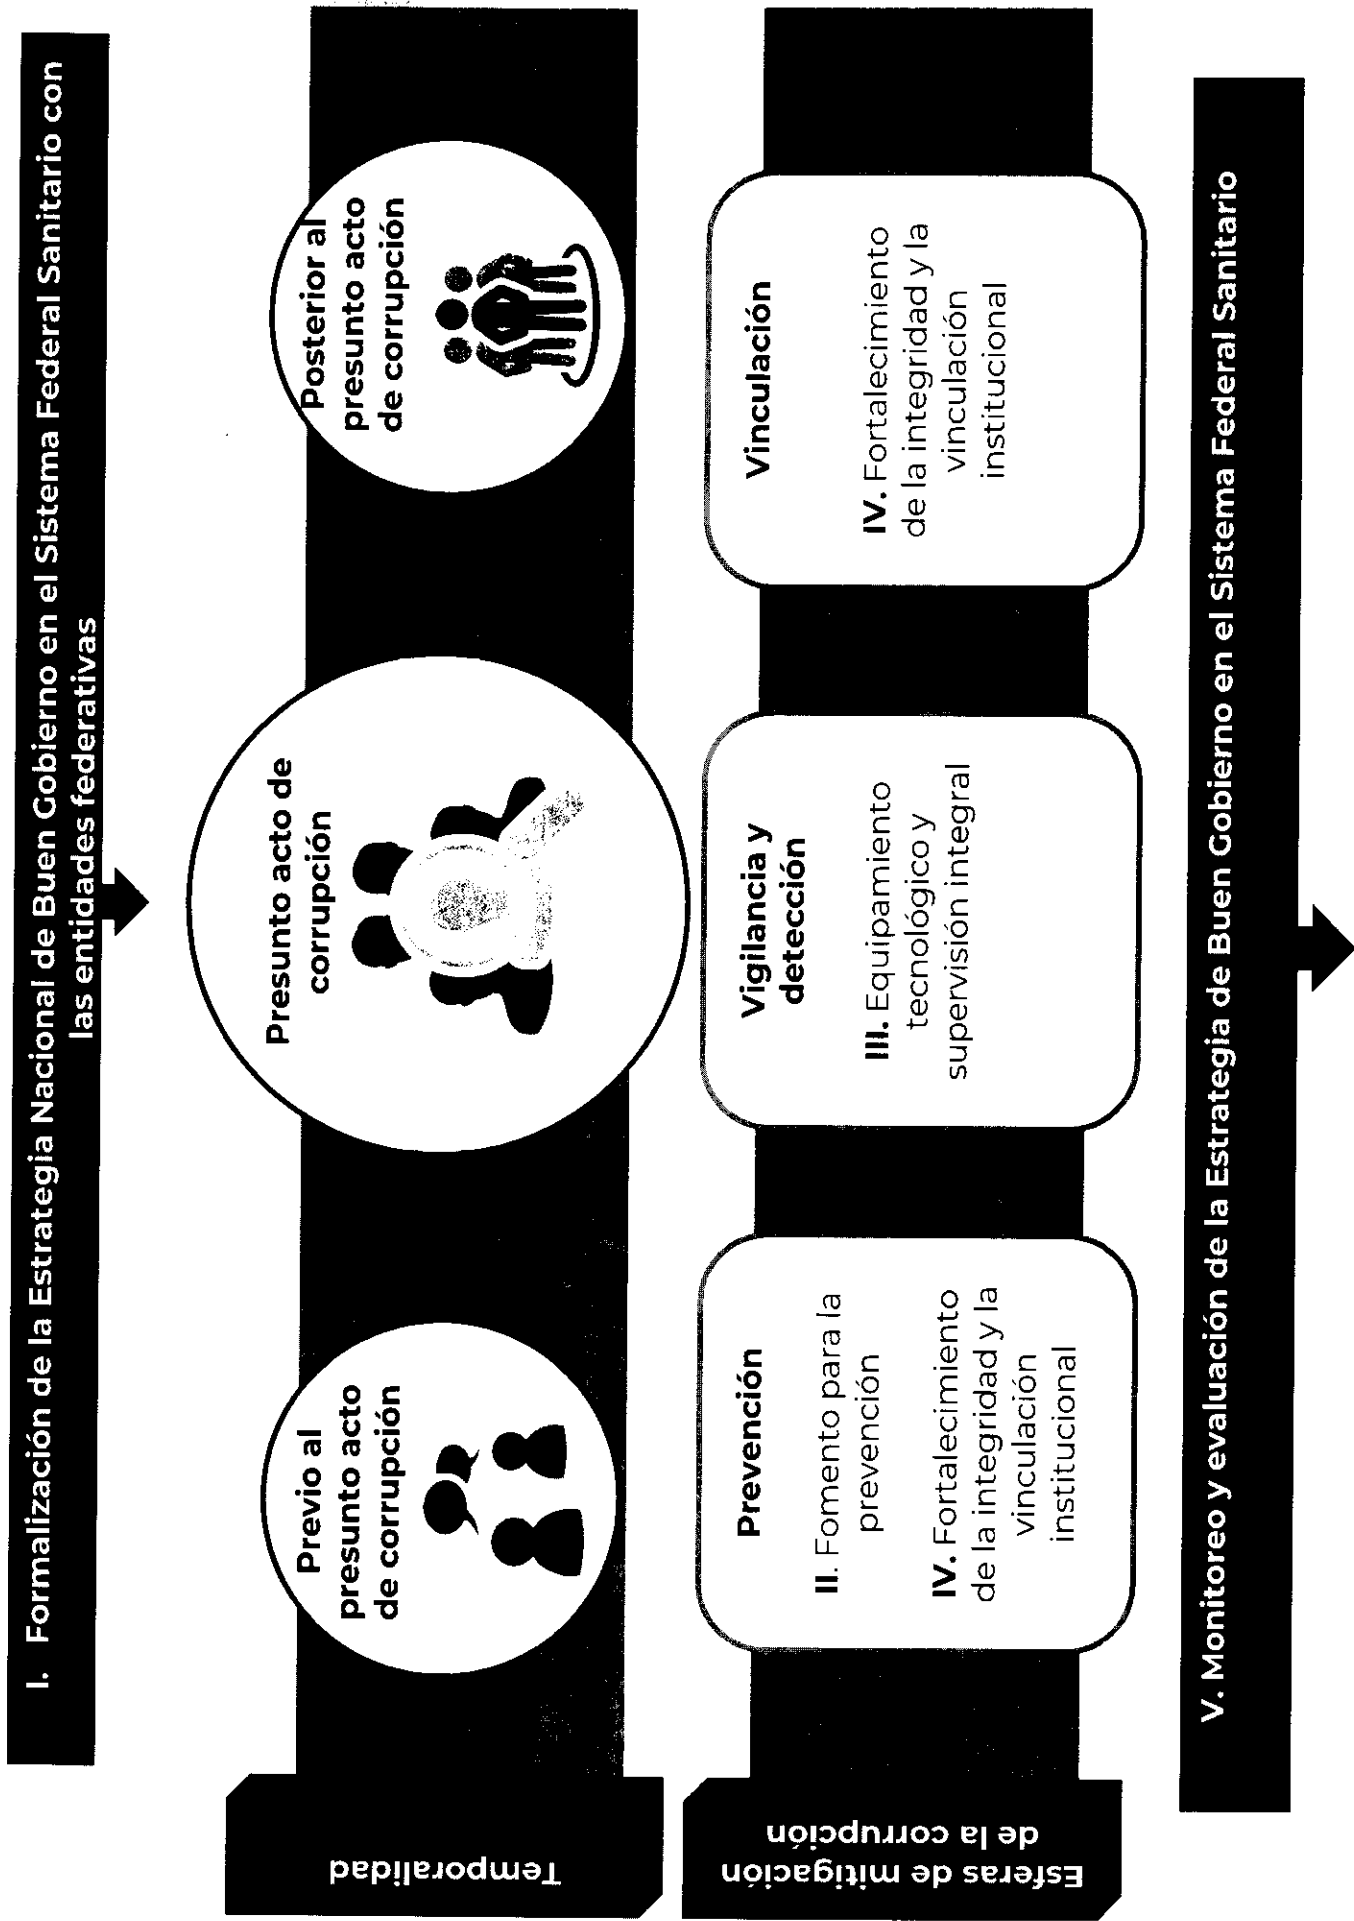 I. Formalización de la Estrategia Nacional de Buen Gobierno en el Sistema Federal Sanitario con
las entidades federativas
Temporalidad
Previo al
presunto acto
de corrupción
Presunto acto de
corrupción
Posterior al
presunto acto
de corrupción
Esferas de mitigación
de la corrupción
Prevención
II. Fomento para la
prevención
IV. Fortalecimiento
de la integridad y la
vinculación
institucional
Vigilancia y
detección
III. Equipamiento
tecnológico y
supervisión integral
Vinculación
IV. Fortalecimiento
de la integridad y la
vinculación
institucional
V. Monitoreo y evaluación de la Estrategia de Buen Gobierno en el Sistema Federal Sanitario